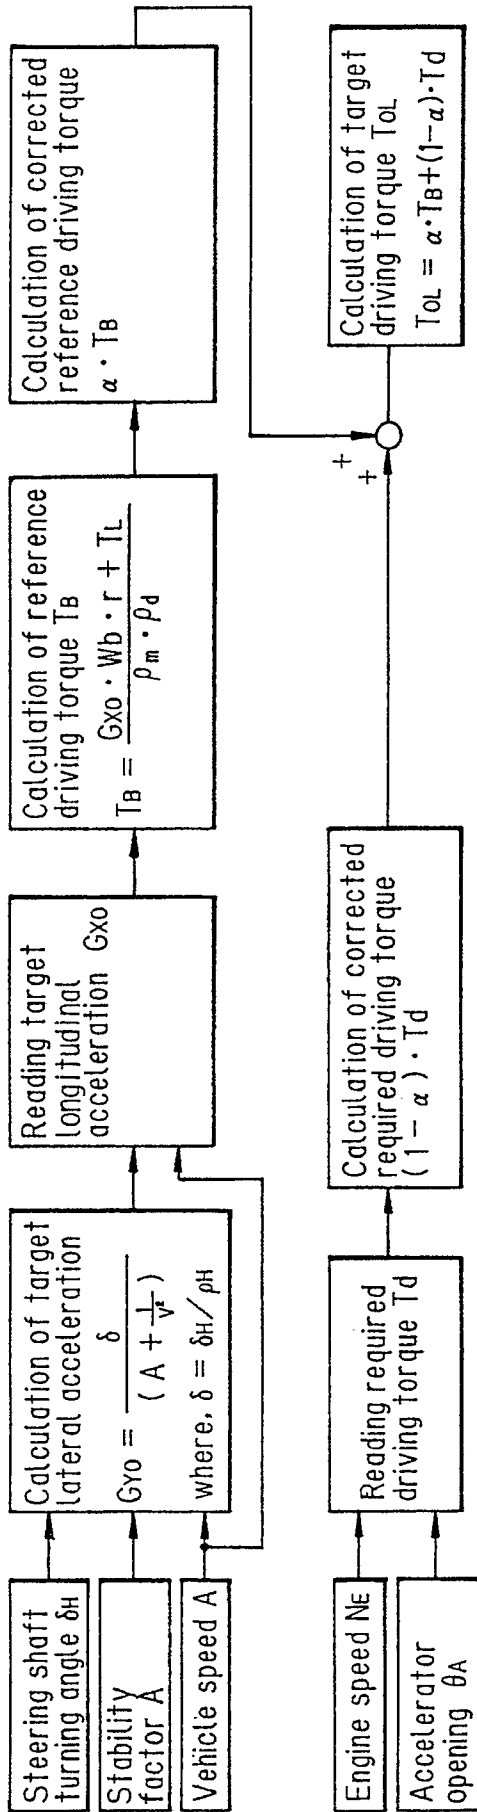 Steering shaft
turning angle δH
Stability
factor A
Vehicle speed A
Calculation of target
lateral acceleration
GYO = δ / (A + 1/V²)
where, δ = δH/ρH
Reading target
longitudinal
acceleration GXO
Calculation of reference
driving torque TB
TB = GXO · Wb · r + TL / ρm · ρd
Calculation of corrected
reference driving torque
α · TB
Engine speed NE
Accelerator
opening θA
Reading required
driving torque Td
Calculation of corrected
required driving torque
(1 - α) · Td
+
+
Calculation of target
driving torque TOL
TOL = α·TB+(1-α)·Td